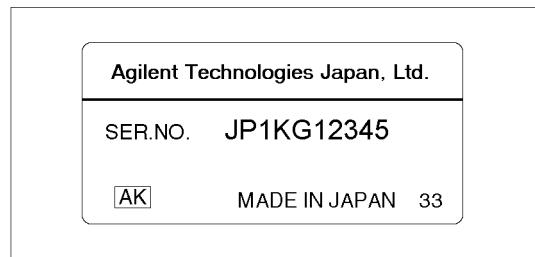 Agilent Technologies Japan, Ltd.
SER.NO. JP1KG12345
AK MADE IN JAPAN 33